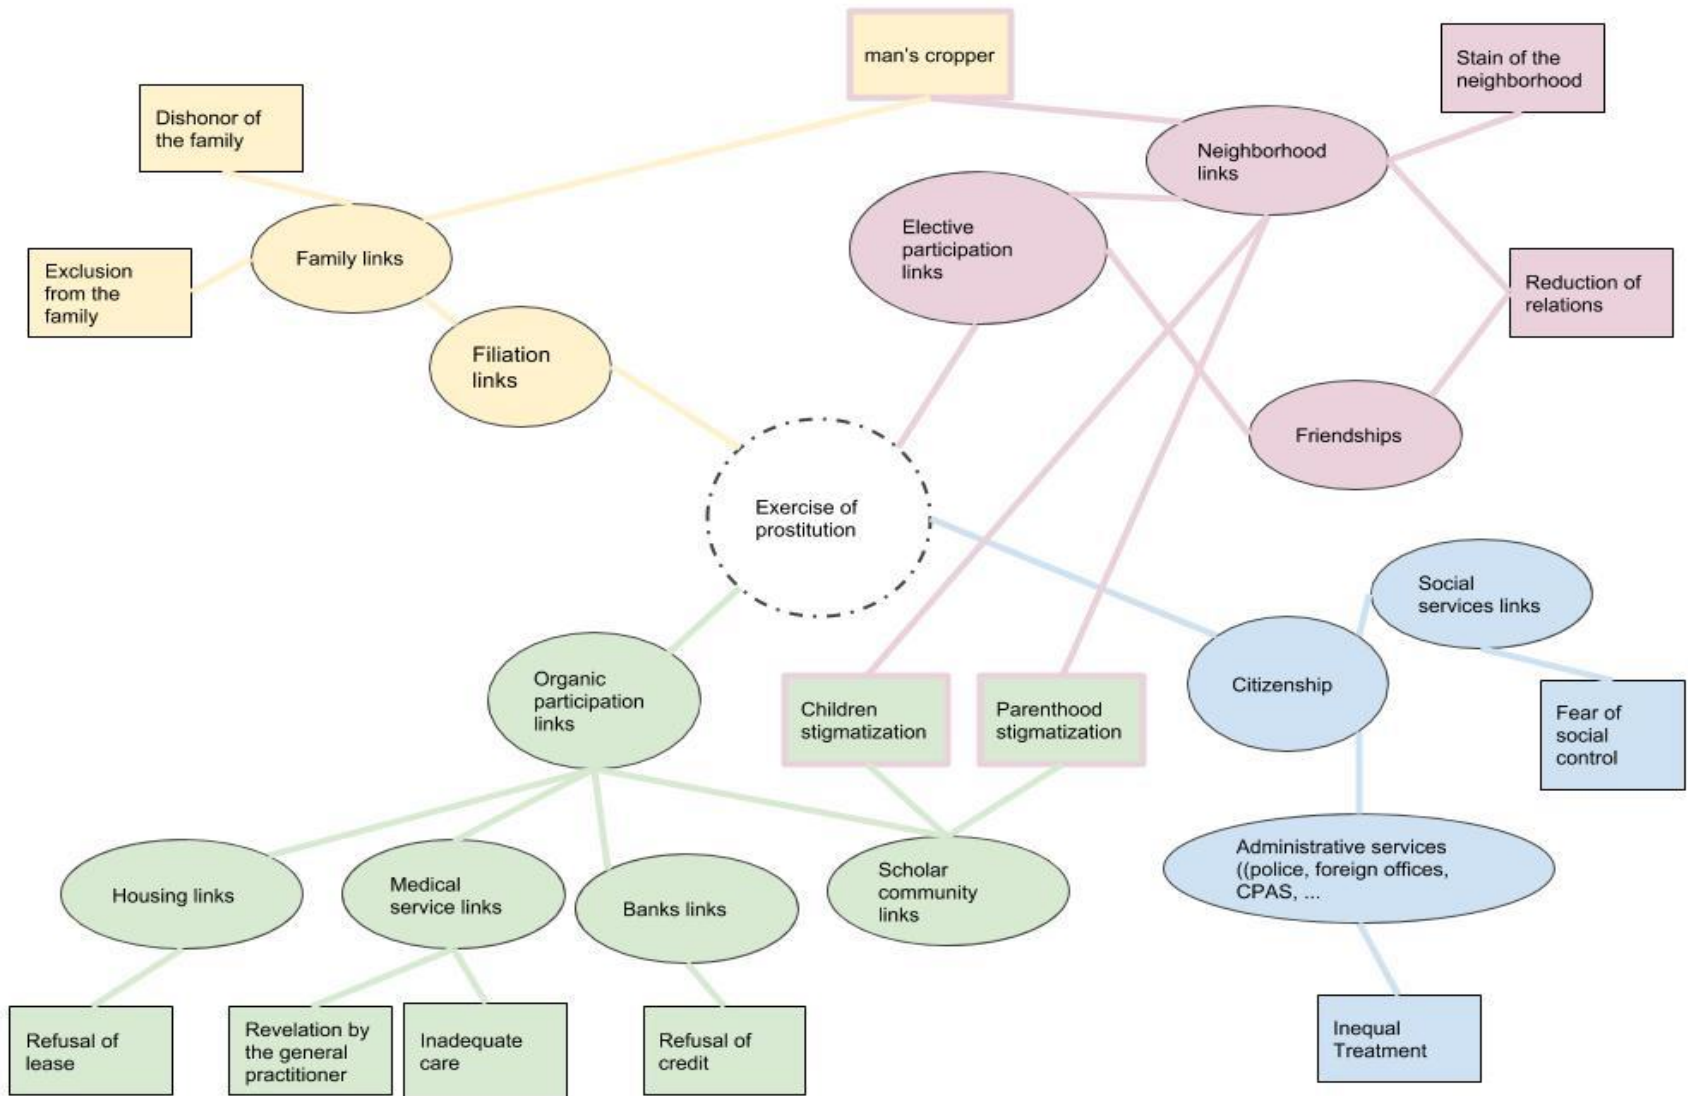 man's cropper
Stain of the
neighborhood
Dishonor of
the family
Neighborhood
links
Elective
participation
links
Family links
Exclusion
from the
family
Reduction of
relations
Filiation
links
Friendships
Exercise of
prostitution
Social
services links
Organic
participation
links
Children
stigmatization
Parenthood
stigmatization
Citizenship
Fear of
social
control
Administrative services
((police, foreign offices,
CPAS, ...
Housing links
Medical
service links
Banks links
Scholar
community
links
Refusal of
lease
Revelation by
the general
practitioner
Inadequate
care
Refusal of
credit
Inequal
Treatment